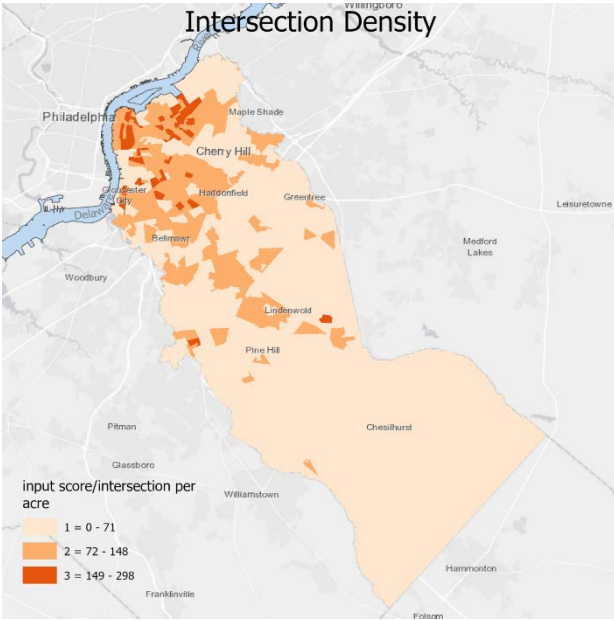 Intersection Density
Willingboro
River
Philadelphia
Maple Shade
Cherry Hill
Gloucester
City
Haddonfield
Greentree
Leisuretowne
Delaware
Bellmawr
Medford
Lakes
Woodbury
Lindenwold
Pine Hill
Pitman
Chesilhurst
Glassboro
Williamstown
input score/intersection per
acre
1 = 0 - 71
2 = 72 - 148
3 = 149 - 298
Franklinville
Hammonton
Folsom